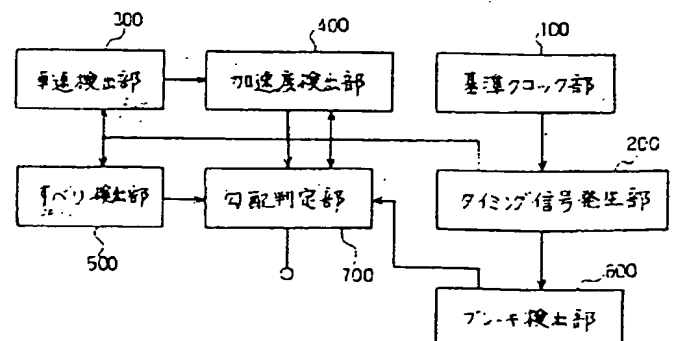 300
400
100
車速検出部
加速度検出部
基準クロック部
200
すべり検出部
勾配判定部
タイミング信号発生部
500
700
600
ブレーキ検出部